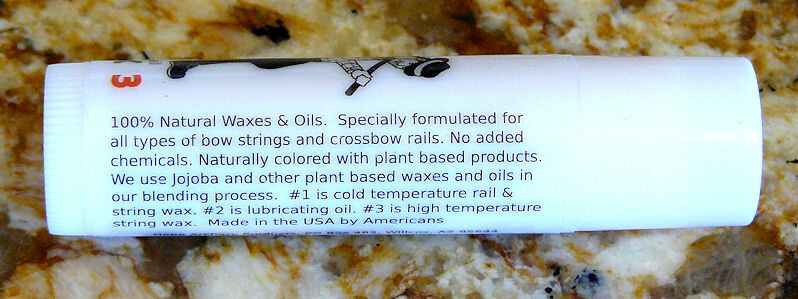 3
100% Natural Waxes & Oils. Specially formulated for
all types of bow strings and crossbow rails. No added
chemicals. Naturally colored with plant based products.
We use Jojoba and other plant based waxes and oils in
our blending process. #1 is cold temperature rail &
string wax. #2 is lubricating oil. #3 is high temperature
string wax. Made in the USA by Americans